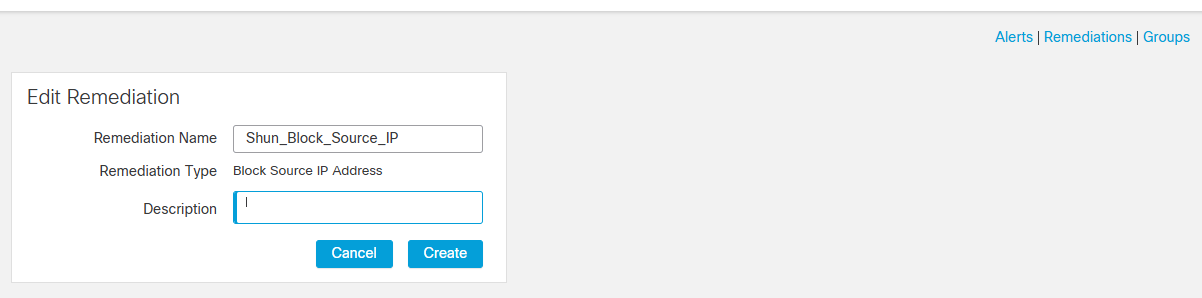 Alerts | Remediations | Groups
Edit Remediation
Remediation Name Shun_Block_Source_IP
Remediation Type Block Source IP Address
Description
Cancel Create